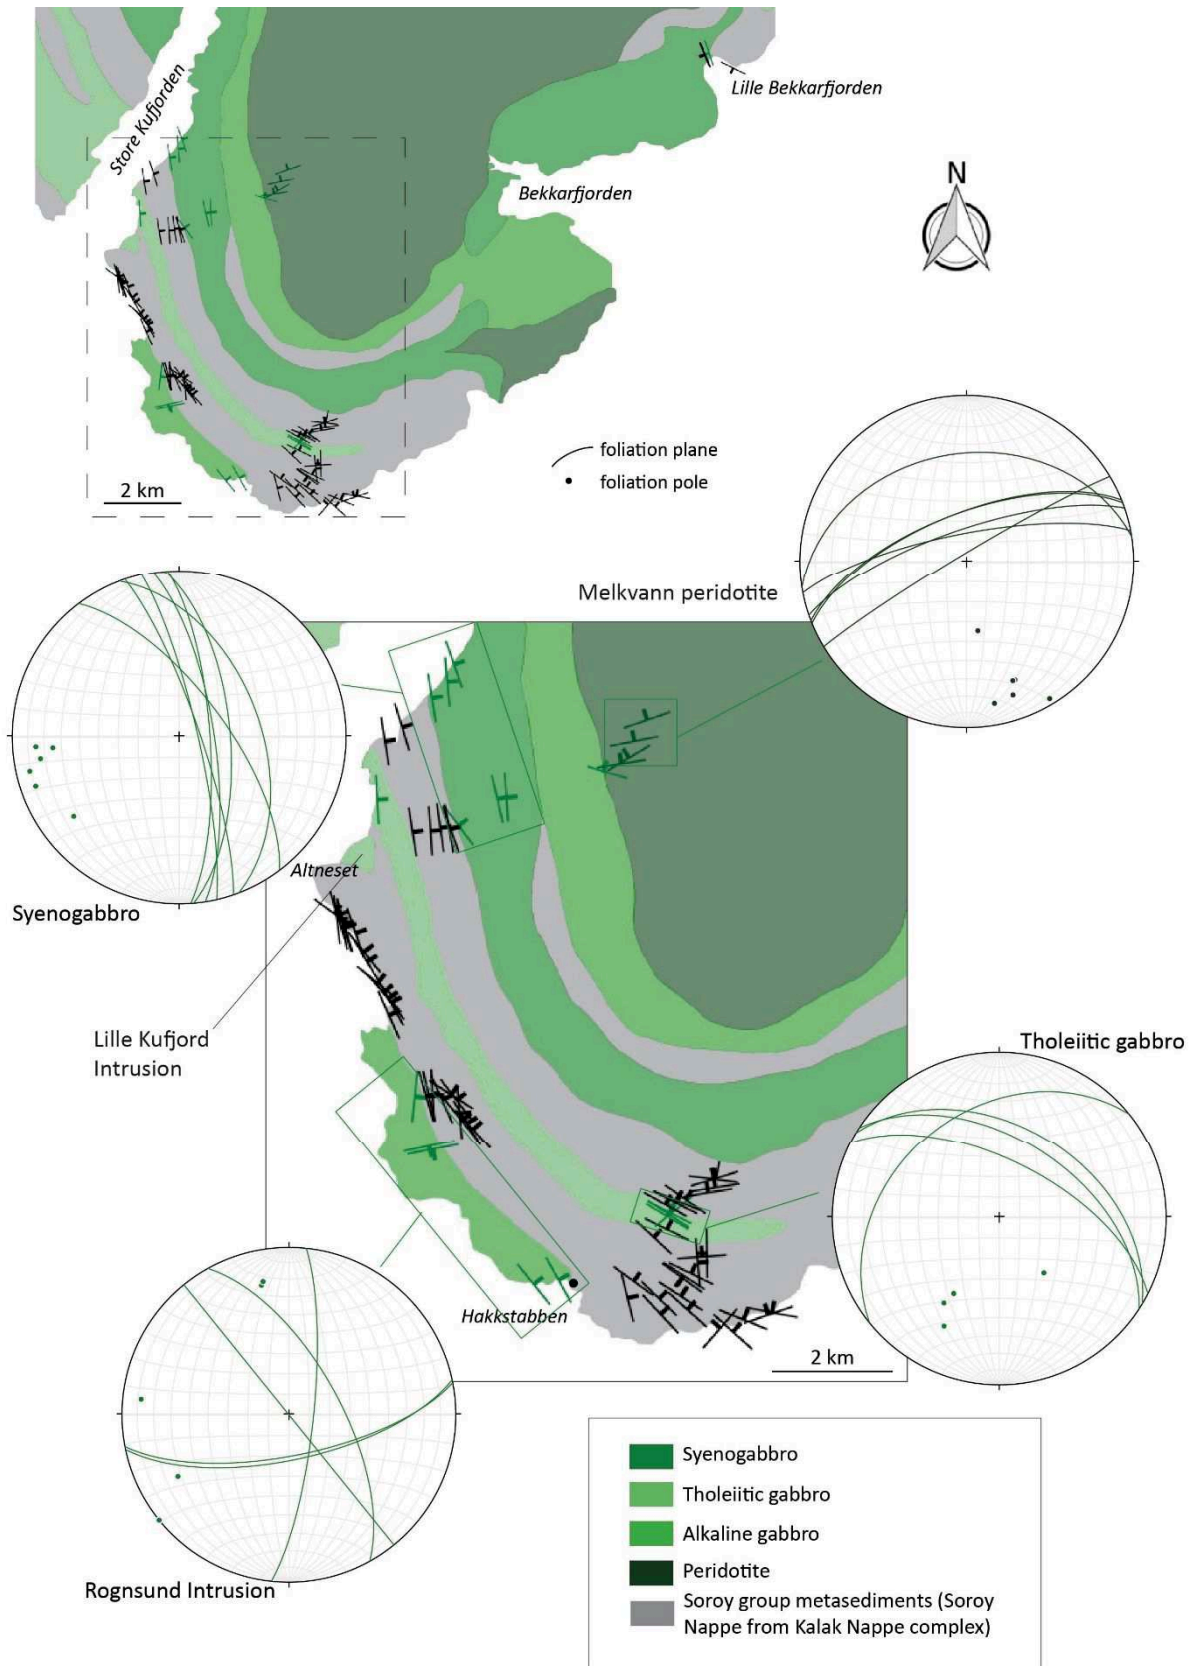 Store Kufjorden
Lille Bekkarfjorden
Bekkarfjorden
N
2 km
foliation plane
foliation pole
Melkvann peridotite
Syenogabbro
Altneset
Lille Kufjord
Intrusion
Tholeiitic gabbro
Hakkstabben
2 km
Rognsund Intrusion
Syenogabbro
Tholeiitic gabbro
Alkaline gabbro
Peridotite
Soroy group metasediments (Soroy
Nappe from Kalak Nappe complex)